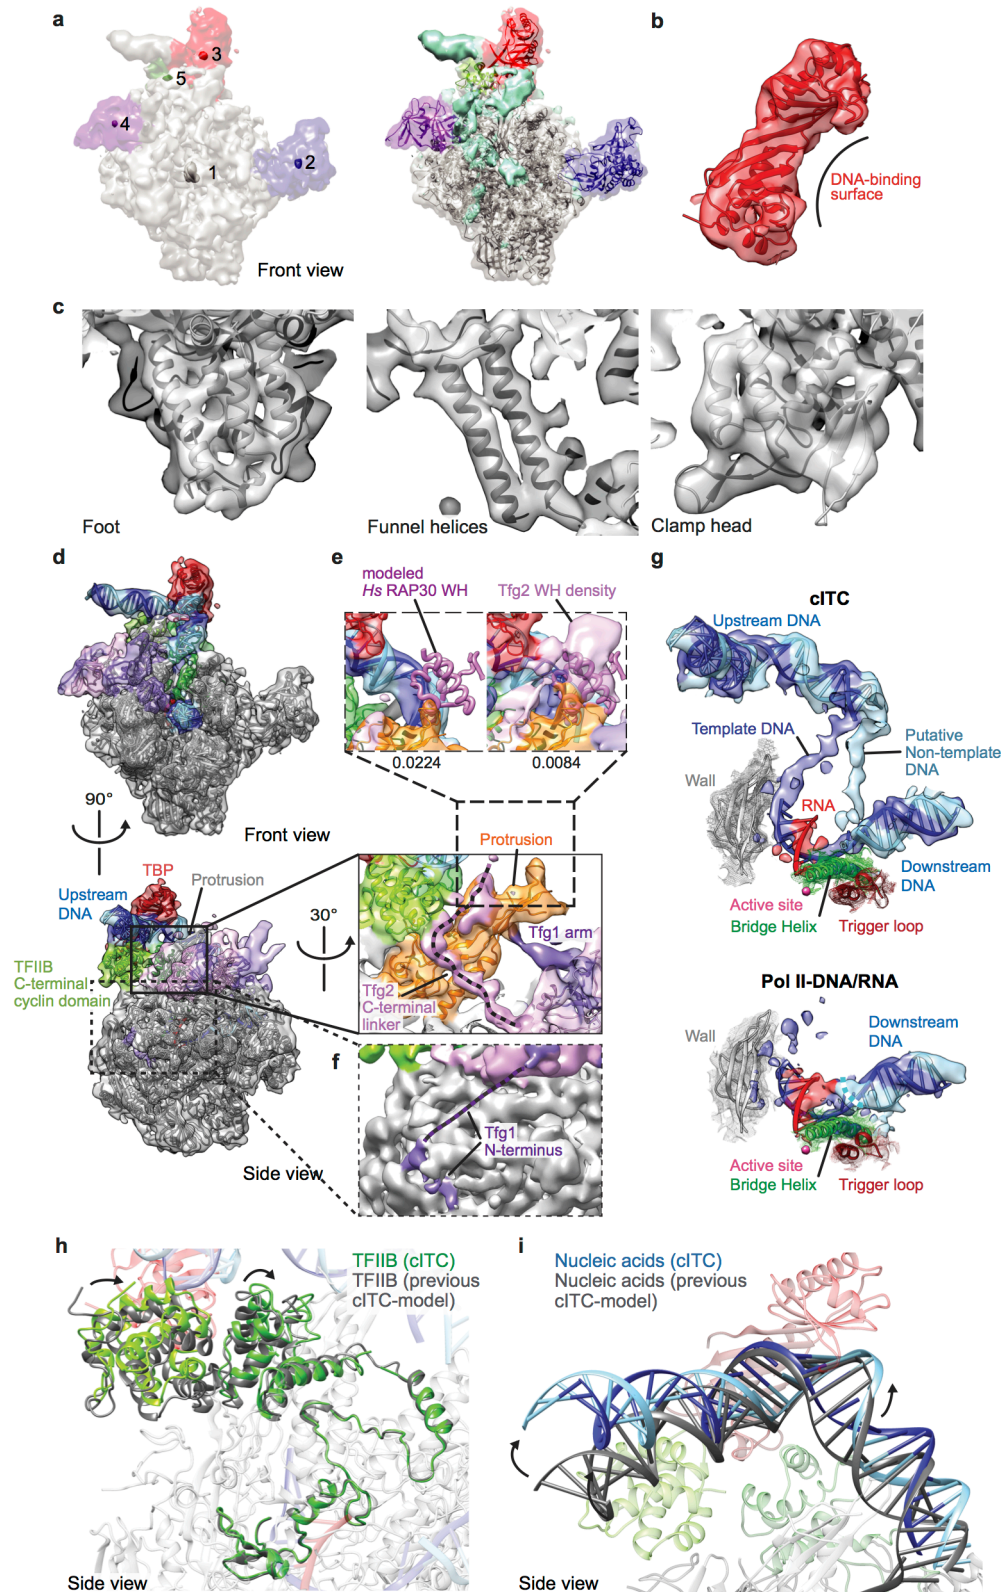 a
3
5
4
1
2
Front view
b
DNA-binding
surface
c
Foot
Funnel helices
Clamp head
d
90°
Front view
TBP
Upstream
DNA
Protrusion
TFIIB
C-terminal
cyclin domain
Side view
e
modeled
Hs RAP30 WH
Tfg2 WH density
0.0224
0.0084
30°
Protrusion
Tfg1 arm
Tfg2
C-terminal
linker
f
Tfg1
N-terminus
g
cITC
Upstream DNA
Template DNA
Putative
Non-template
DNA
Wall
RNA
Downstream
DNA
Active site
Bridge Helix
Trigger loop
Pol II-DNA/RNA
Wall
Downstream
DNA
Active site
Bridge Helix
Trigger loop
h
TFIIB (cITC)
TFIIB (previous
cITC-model)
Side view
i
Nucleic acids (cITC)
Nucleic acids (previous
cITC-model)
Side view